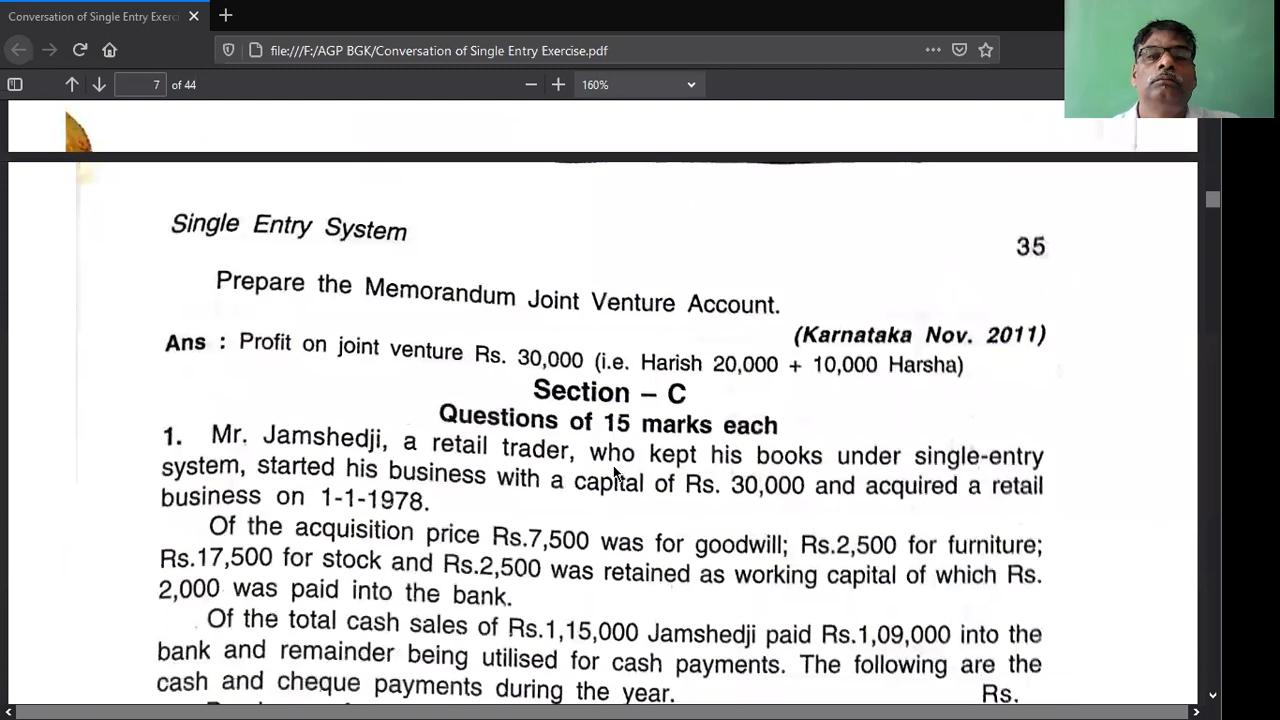 Conversation of Single Entry Exerc
file:///F:/AGP BGK/Conversation of Single Entry Exercise.pdf
7 of 44
160%
Single Entry System
35
Prepare the Memorandum Joint Venture Account.
(Karnataka Nov. 2011)
Ans : Profit on joint venture Rs. 30,000 (i.e. Harish 20,000 + 10,000 Harsha)
Section – C
Questions of 15 marks each
1. Mr. Jamshedji, a retail trader, who kept his books under single-entry
system, started his business with a capital of Rs. 30,000 and acquired a retail
business on 1-1-1978.
Of the acquisition price Rs.7,500 was for goodwill; Rs.2,500 for furniture;
Rs.17,500 for stock and Rs.2,500 was retained as working capital of which Rs.
2,000 was paid into the bank.
Of the total cash sales of Rs.1,15,000 Jamshedji paid Rs.1,09,000 into the
bank and remainder being utilised for cash payments. The following are the
cash and cheque payments during the year.
Rs.